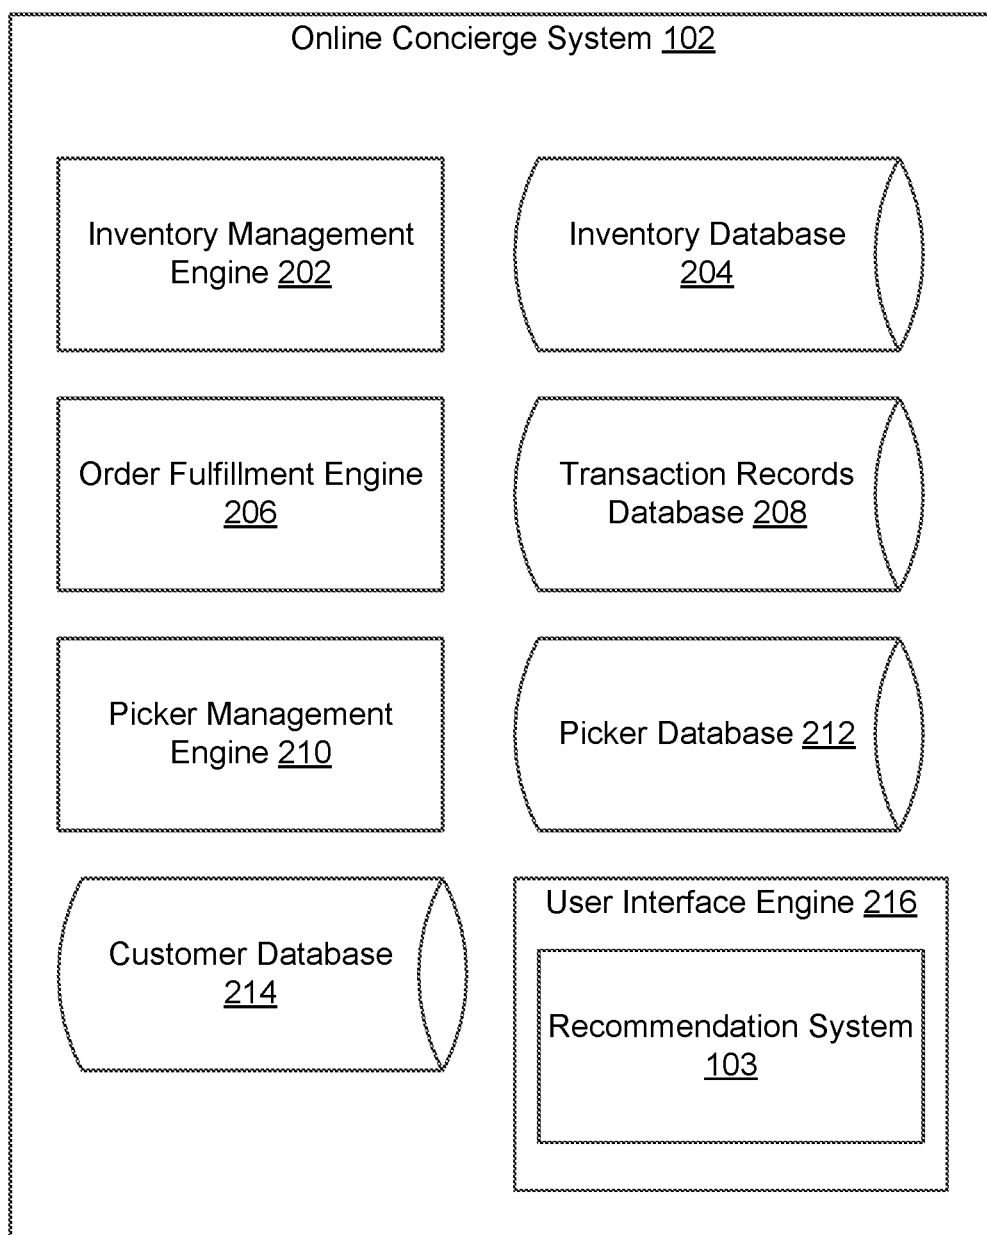 Online Concierge System 102
Inventory Management
Engine 202
Inventory Database
204
Order Fulfillment Engine
206
Transaction Records
Database 208
Picker Management
Engine 210
Picker Database 212
Customer Database
214
User Interface Engine 216
Recommendation System
103